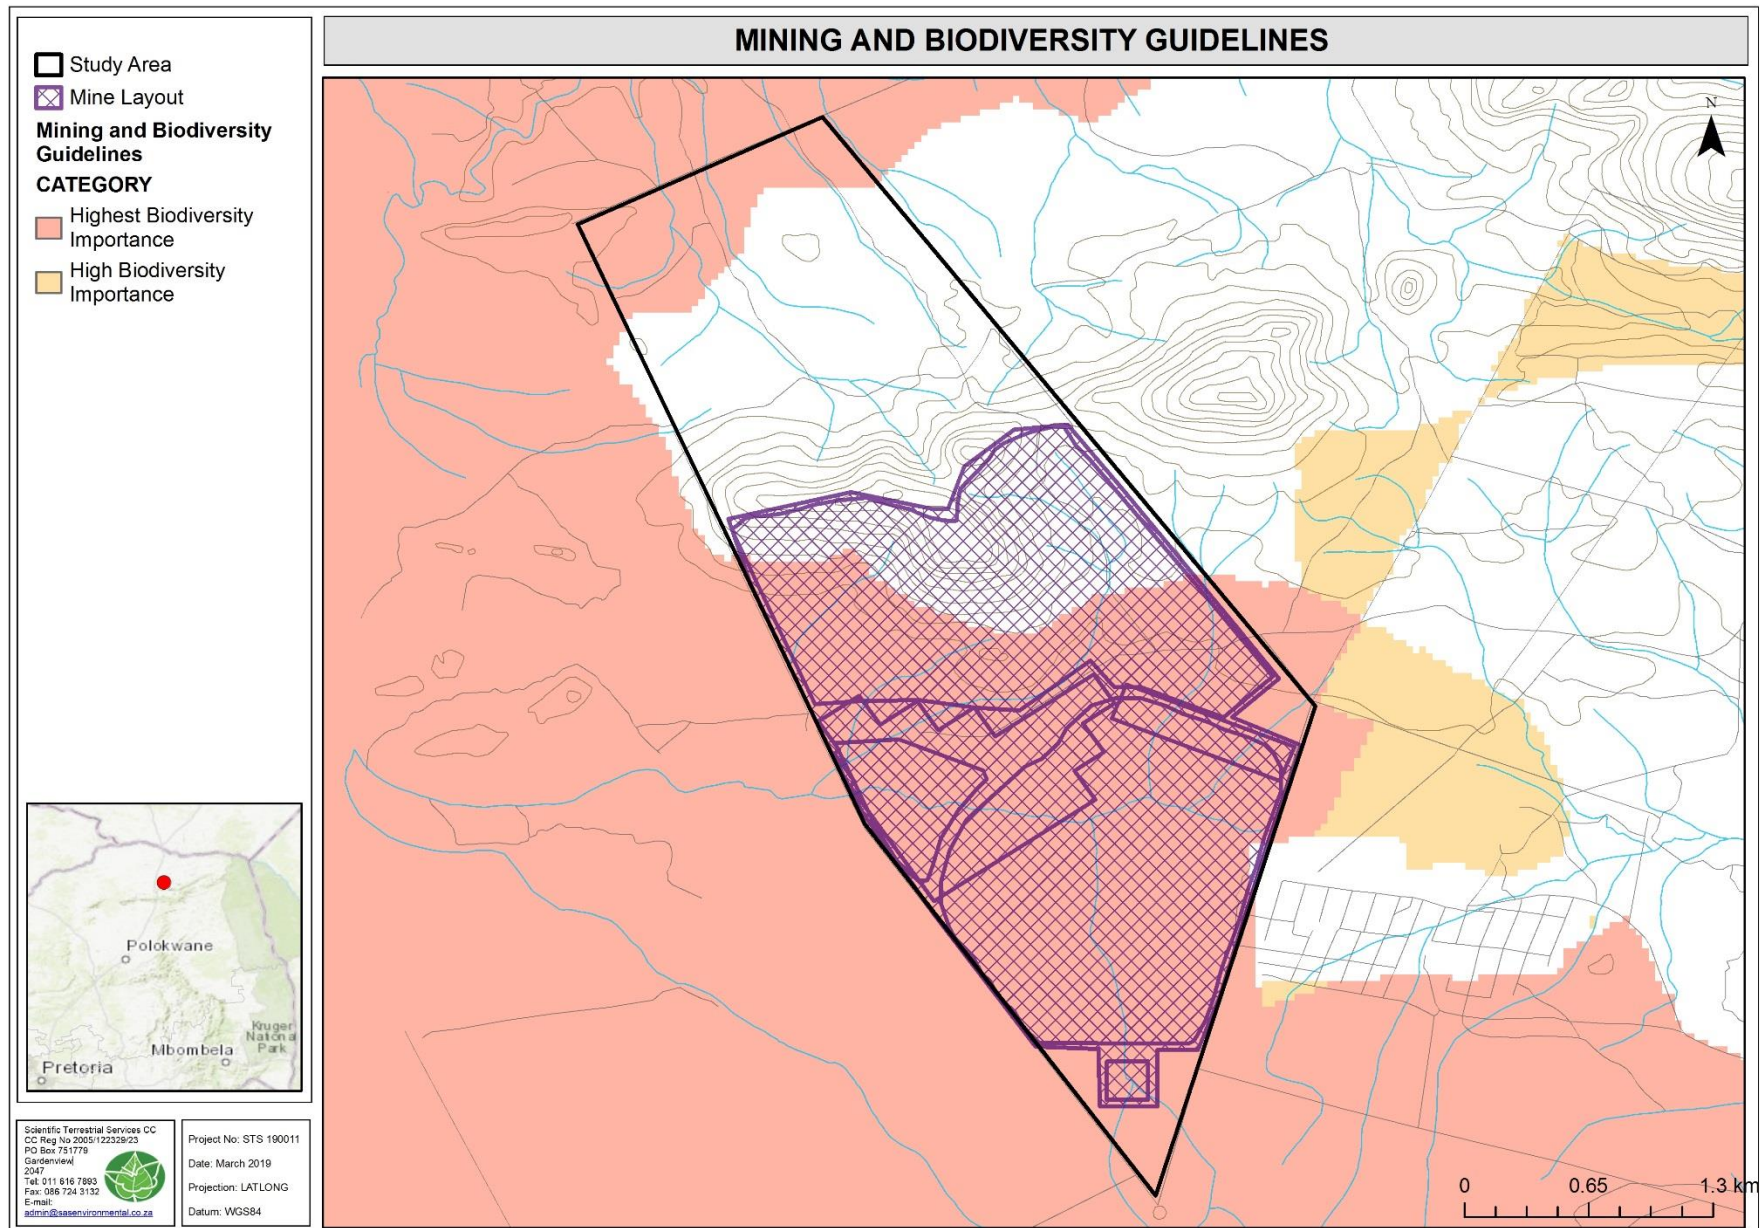 MINING AND BIODIVERSITY GUIDELINES
Study Area
Mine Layout
Mining and Biodiversity
Guidelines
CATEGORY
Highest Biodiversity
Importance
High Biodiversity
Importance
N
Polokwane
Kruger
Nationa
Park
Mbombela
Pretoria
Scientific Terrestrial Services CC
CC Reg No 2005/122329/23
PO Box 751779
Gardenview
2047
Tel: 011 616 7893
Fax: 086 724 3132
E-mail:
admin@sasenvironmental.co.za
Project No: STS 190011
Date: March 2019
Projection: LATLONG
Datum: WGS84
0 0.65 1.3 km